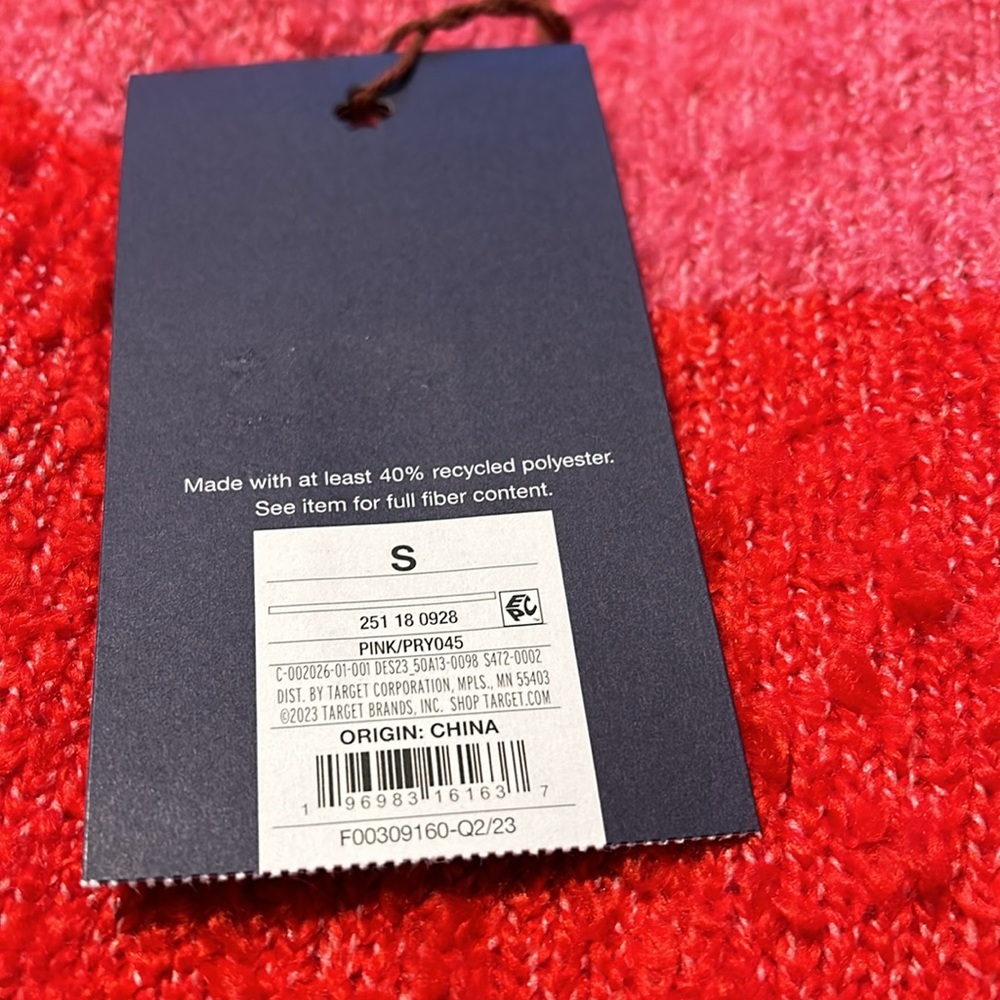 Made with at least 40% recycled polyester.
See item for full fiber content.
S
EPC
251 18 0928
PINK/PRY045
C-002026-01-001 DES23_50A13-0098 S472-0002
DIST. BY TARGET CORPORATION, MPLS., MN 55403
©2023 TARGET BRANDS, INC. SHOP TARGET.COM
ORIGIN: CHINA
1 96983 16163 7
F00309160-Q2/23